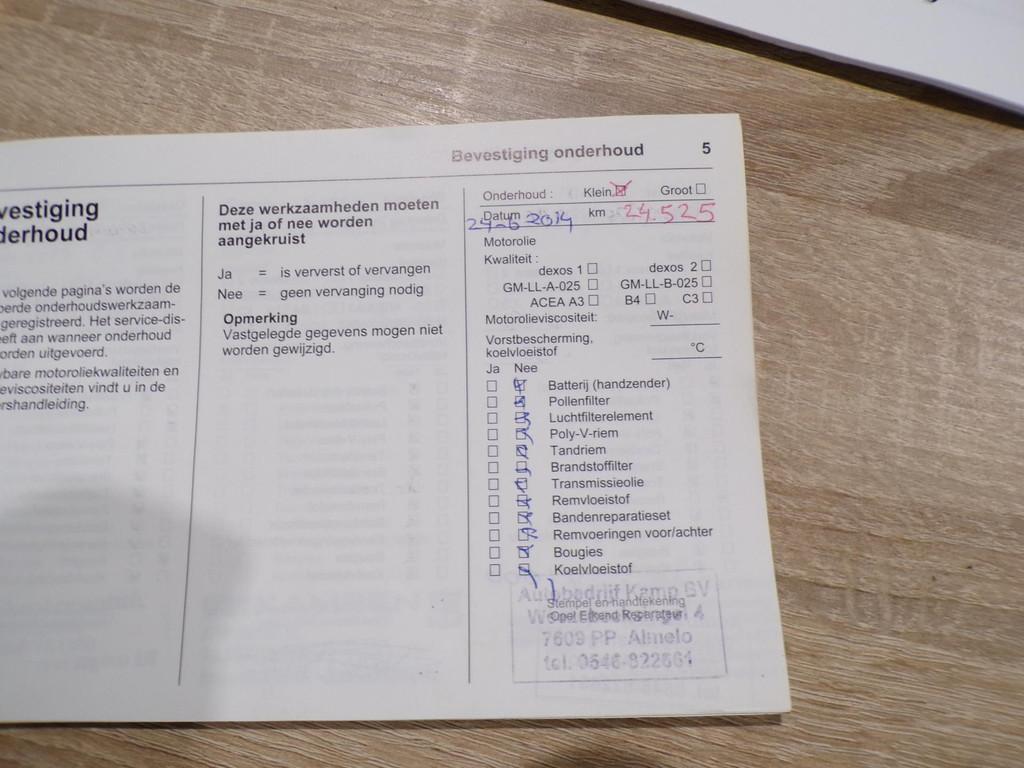 Bevestiging onderhoud 5
vestiging
derhoud
volgende pagina's worden de
oerde onderhoudswerkzaam-
geregistreerd. Het service-dis-
eft aan wanneer onderhoud
orden uitgevoerd.
bare motoroliekwaliteiten en
eviscositeiten vindt u in de
rshandleiding.
Deze werkzaamheden moeten
met ja of nee worden
aangekruist
Ja = is ververst of vervangen
Nee = geen vervanging nodig
Opmerking
Vastgelegde gegevens mogen niet
worden gewijzigd.
Onderhoud : Klein ☒ Groot ☐
Datum 24-6-2014 km 24.525
Motorolie
Kwaliteit :
dexos 1 ☐ dexos 2 ☐
GM-LL-A-025 ☐ GM-LL-B-025 ☐
ACEA A3 ☐ B4 ☐ C3 ☐
Motorolieviscositeit: W-
Vorstbescherming,
koelvloeistof °C
Ja Nee
☐ ☒ Batterij (handzender)
☐ ☒ Pollenfilter
☐ ☒ Luchtfilterelement
☐ ☒ Poly-V-riem
☐ ☒ Tandriem
☐ ☒ Brandstoffilter
☐ ☒ Transmissieolie
☐ ☒ Remvloeistof
☐ ☒ Bandenreparatieset
☐ ☒ Remvoeringen voor/achter
☐ ☒ Bougies
☐ ☒ Koelvloeistof
Autobedrijf Kamp BV
Stempel en handtekening
Opel Erkend Reparateur
4
7609 PP Almelo
tel. 0546-822661